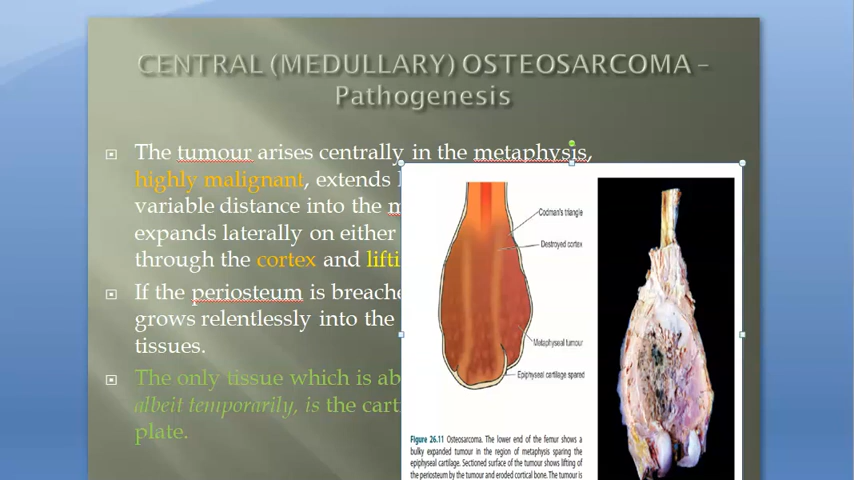 CENTRAL (MEDULLARY) OSTEOSARCOMA –
Pathogenesis
The tumour arises centrally in the metaphysis,
highly malignant, extends
variable distance into the
expands laterally on either
through the cortex and
If the periosteum is
grows relentlessly into the
tissues.
The only tissue which is
albeit temporarily, is the
plate.
Codman's triangle
Destroyed cortex
Metaphyseal tumour
Epiphyseal cartilage spared
Figure 26.11 Osteosarcoma. The lower end of the femur shows a
bulky expanded tumour in the region of metaphysis sparing the
epiphyseal cartilage. Sectioned surface of the tumour shows lifting of
the periosteum by the tumour and eroded cortical bone. The tumour is